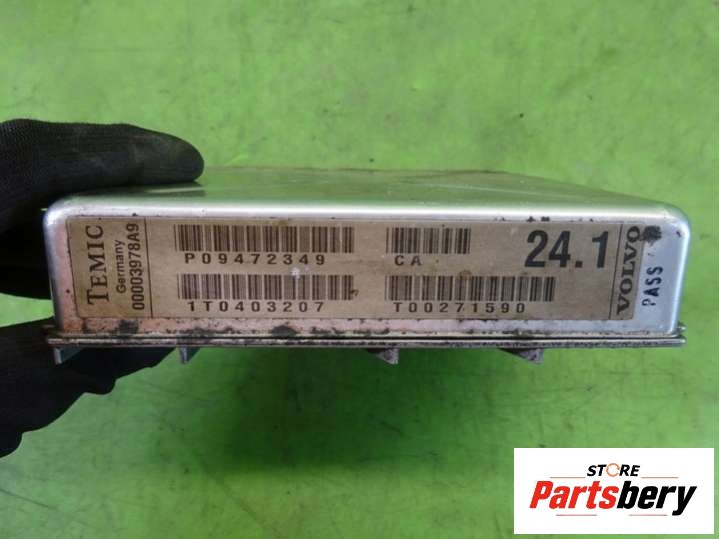 TEMIC
Germany
00003978A9
P09472349
CA
24.1
1T0403207
T00271590
VOLVO
PASS
STORE
Partsbery